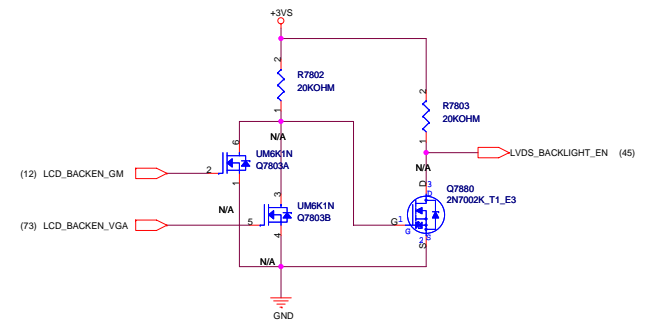 +3VS
2
R7802
20KOHM
1
2
R7803
20KOHM
1
N/A
6
UM6K1N
Q7803A
(12) LCD_BACKEN_GM
2
1
LVDS_BACKLIGHT_EN (45)
N/A
D
3
D
Q7880
2N7002K_T1_E3
N/A
3
UM6K1N
Q7803B
(73) LCD_BACKEN_VGA
5
4
G
1
G
2
S
S
N/A
GND